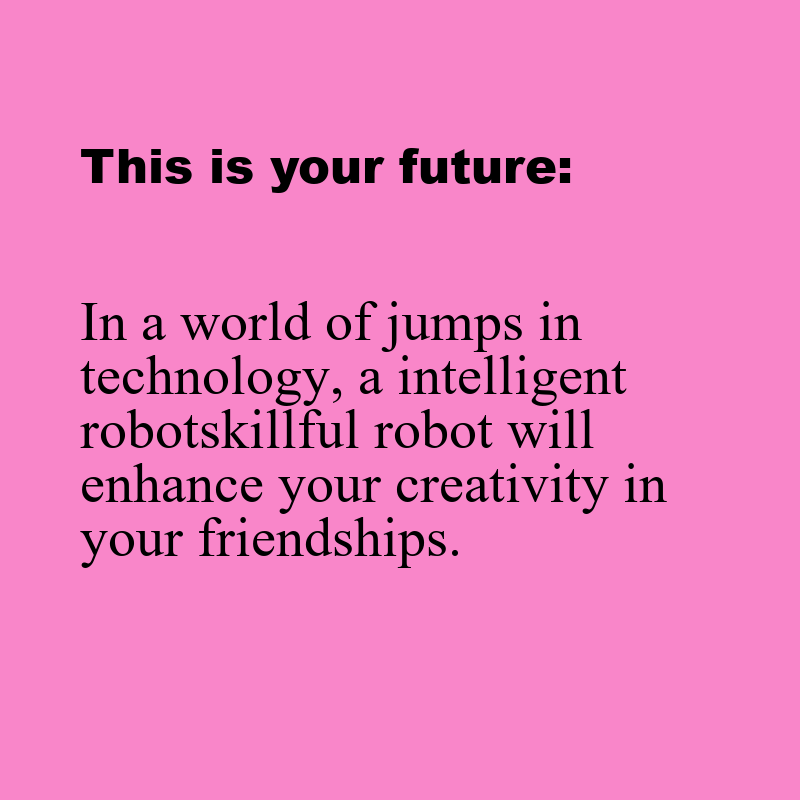 This is your future:
In a world of jumps in
technology, a intelligent
robotskillful robot will
enhance your creativity in
your friendships.